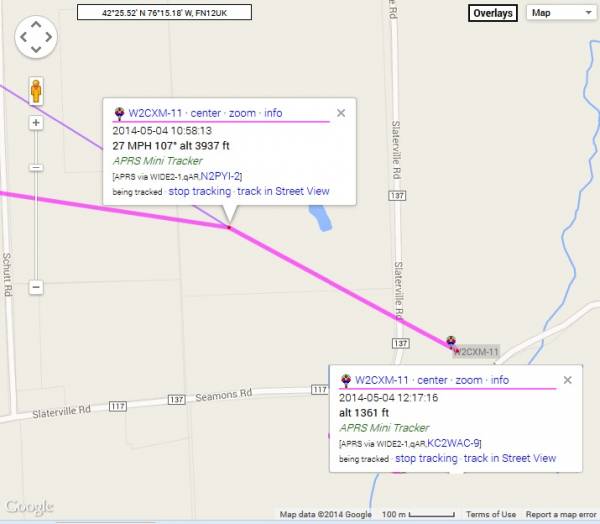 42°25.52' N 76°15.18' W, FN12UK
Overlays
Map
Slaterville Rd
W2CXM-11 · center · zoom · info
2014-05-04 10:58:13
27 MPH 107° alt 3937 ft
APRS Mini Tracker
[APRS via WIDE2-1,qAR,N2PYI-2]
being tracked · stop tracking · track in Street View
137
Schutt Rd
Slaterville Rd
137
W2CXM-11
W2CXM-11 · center · zoom · info
2014-05-04 12:17:16
alt 1361 ft
APRS Mini Tracker
[APRS via WIDE2-1,qAR,KC2WAC-9]
being tracked · stop tracking · track in Street View
Slaterville Rd
117
137
Seamons Rd
117
Google
Map data ©2014 Google
100 m
Terms of Use
Report a map error